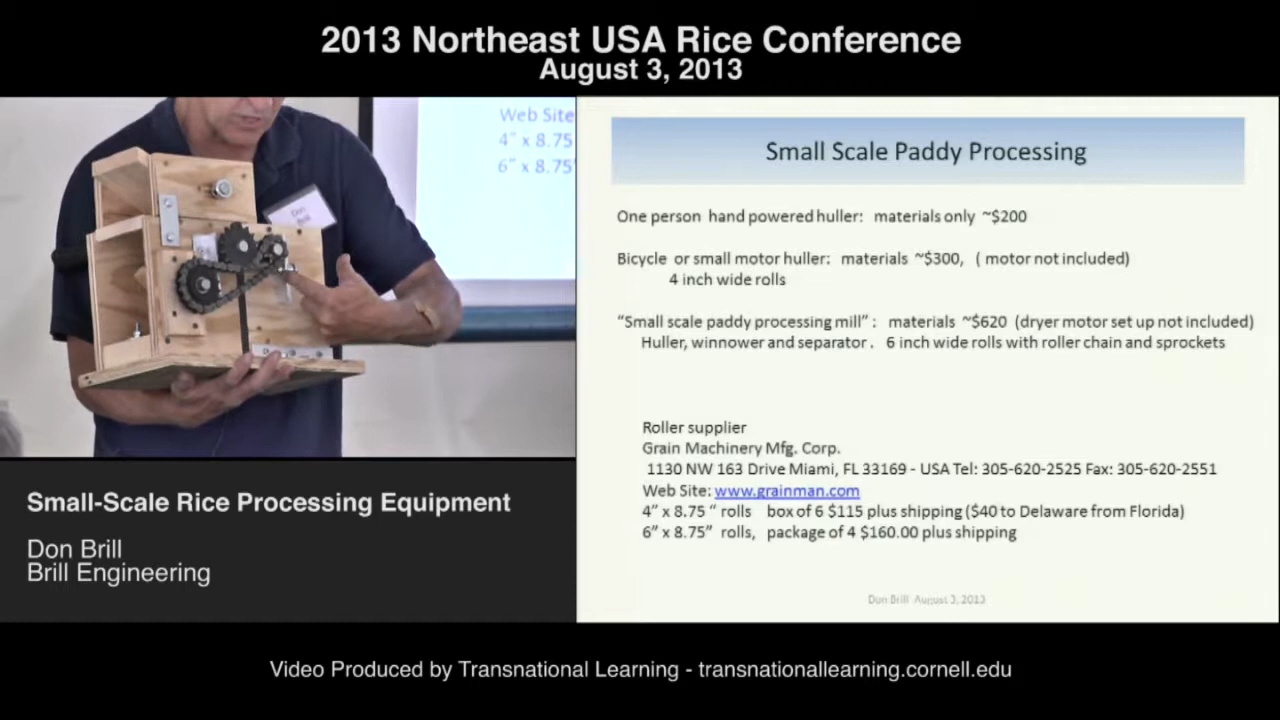 2013 Northeast USA Rice Conference
August 3, 2013
Web Site
4" x 8.75
6" x 8.75"
Don
Brill
Small Scale Paddy Processing
One person hand powered huller: materials only ~$200
Bicycle or small motor huller: materials ~$300, ( motor not included)
4 inch wide rolls
“Small scale paddy processing mill” : materials ~$620 (dryer motor set up not included)
Huller, winnower and separator . 6 inch wide rolls with roller chain and sprockets
Roller supplier
Grain Machinery Mfg. Corp.
1130 NW 163 Drive Miami, FL 33169 - USA Tel: 305-620-2525 Fax: 305-620-2551
Web Site: www.grainman.com
4” x 8.75 “ rolls box of 6 $115 plus shipping ($40 to Delaware from Florida)
6” x 8.75” rolls, package of 4 $160.00 plus shipping
Don Brill August 3, 2013
Small-Scale Rice Processing Equipment
Don Brill
Brill Engineering
Video Produced by Transnational Learning - transnationallearning.cornell.edu